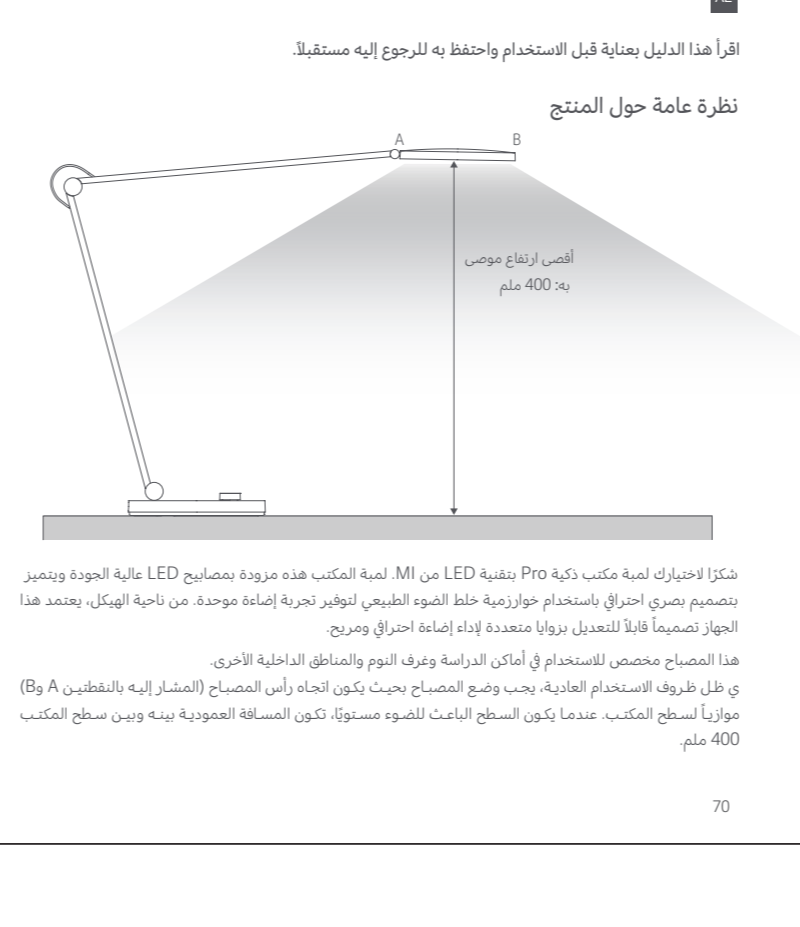 اقرأ هذا الدليل بعناية قبل الاستخدام واحتفظ به للرجوع إليه مستقبلاً.
نظرة عامة حول المنتج
A B
أقصى ارتفاع موصى
به: 400 ملم
شكرًا لاختيارك لمبة مكتب ذكية Pro بتقنية LED من MI. لمبة المكتب هذه مزودة بمصابيح LED عالية الجودة ويتميز
بتصميم بصري احترافي باستخدام خوارزمية خلط الضوء الطبيعي لتوفير تجربة إضاءة موحدة. من ناحية الهيكل، يعتمد هذا
الجهاز تصميماً قابلاً للتعديل بزوايا متعددة لإداء إضاءة احترافي ومريح.
هذا المصباح مخصص للاستخدام في أماكن الدراسة وغرف النوم والمناطق الداخلية الأخرى.
ي ظل ظروف الاستخدام العادية، يجب وضع المصباح بحيث يكون اتجاه رأس المصباح (المشار إليه بالنقطتين A وB)
موازياً لسطح المكتب. عندما يكون السطح الباعث للضوء مستويًا، تكون المسافة العمودية بينه وبين سطح المكتب
400 ملم.
70